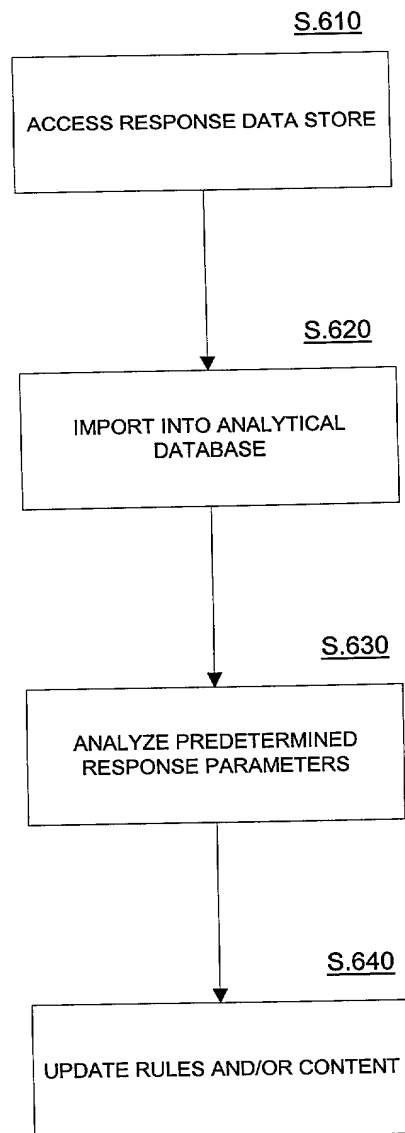 S.610
ACCESS RESPONSE DATA STORE
S.620
IMPORT INTO ANALYTICAL
DATABASE
S.630
ANALYZE PREDETERMINED
RESPONSE PARAMETERS
S.640
UPDATE RULES AND/OR CONTENT